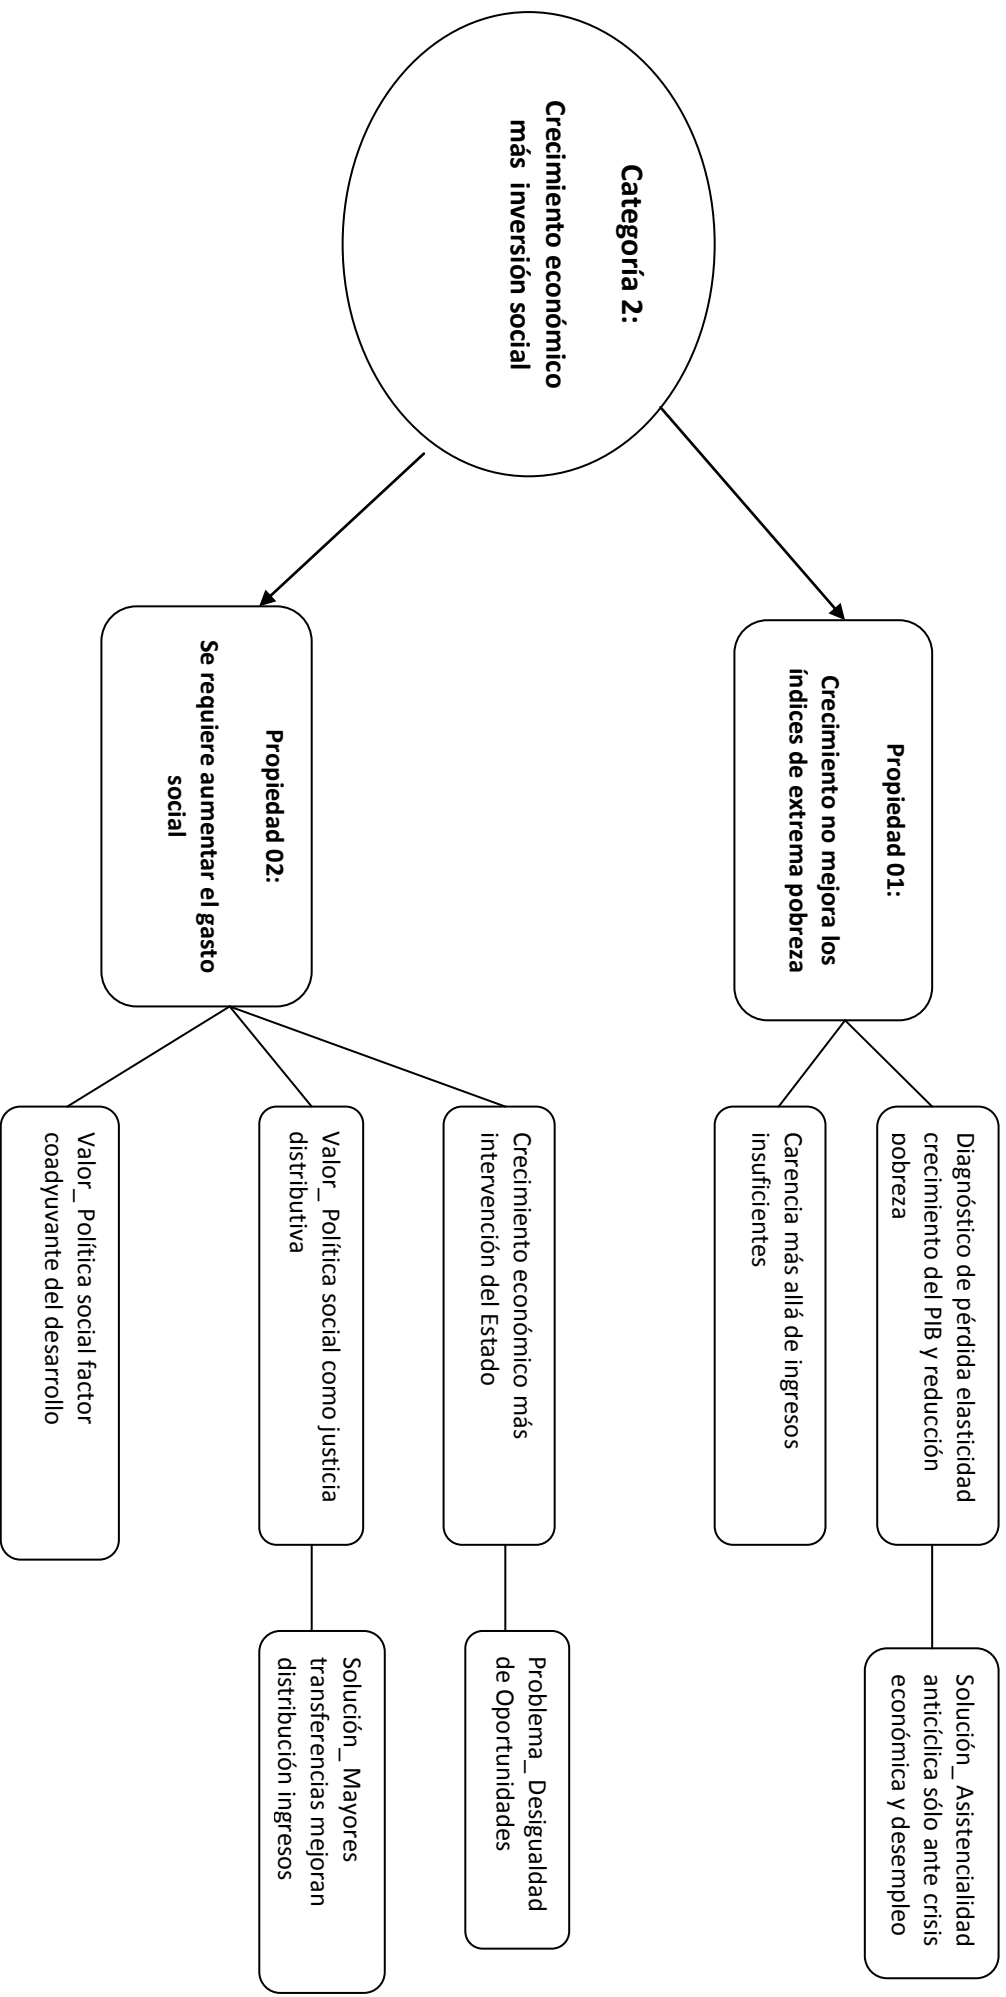 Categoría 2:
Crecimiento económico
más inversión social
Propiedad 01:
Crecimiento no mejora los
índices de extrema pobreza
Diagnóstico de pérdida elasticidad
crecimiento del PIB y reducción
pobreza
Solución_ Asistencialidad
anticíclica sólo ante crisis
económica y desempleo
Carencia más allá de ingresos
insuficientes
Propiedad 02:
Se requiere aumentar el gasto
social
Crecimiento económico más
intervención del Estado
Problema_ Desigualdad
de Oportunidades
Valor_ Política social como justicia
distributiva
Solución_ Mayores
transferencias mejoran
distribución ingresos
Valor_ Política social factor
coadyuvante del desarrollo